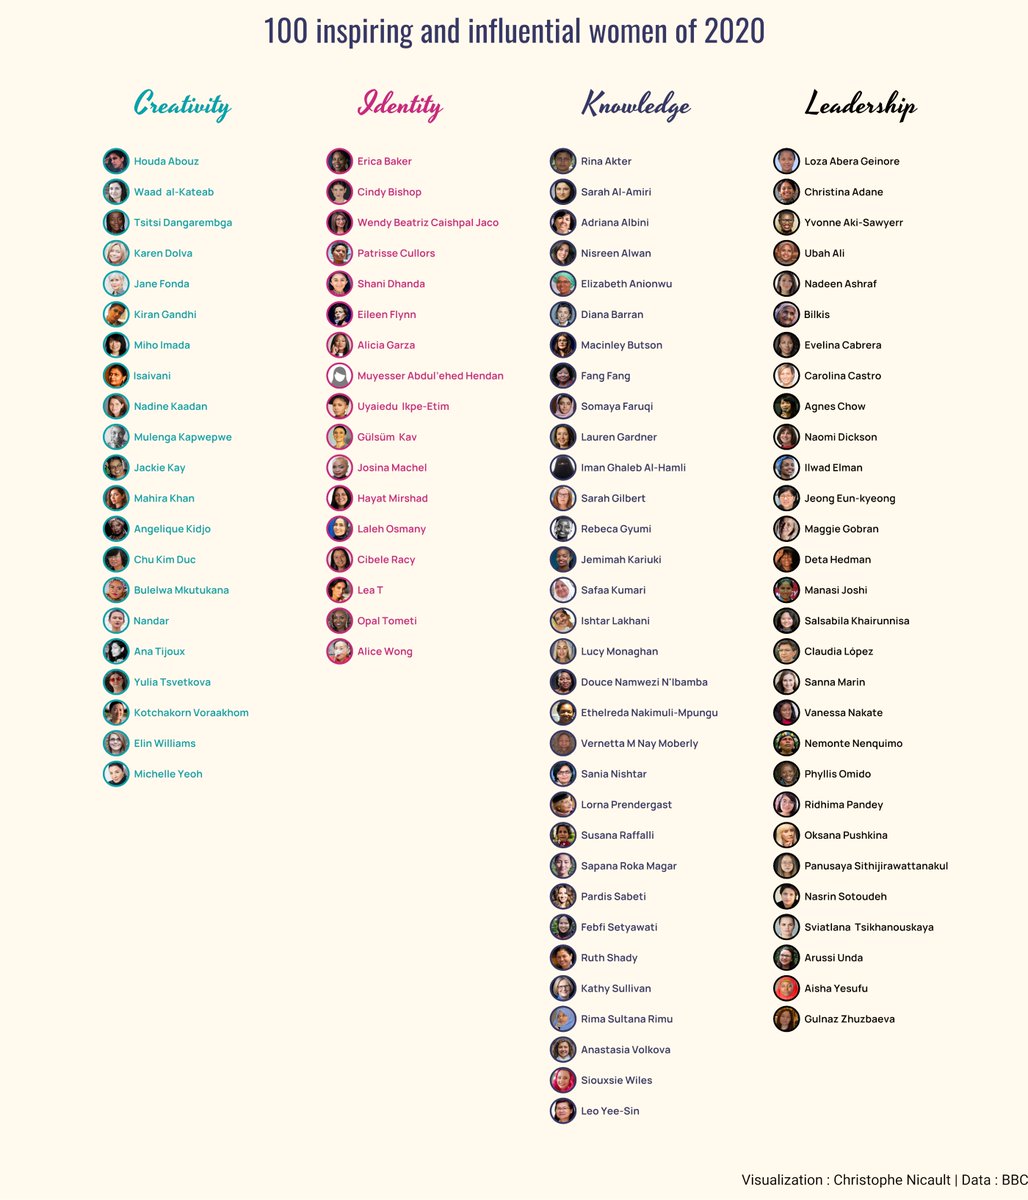 100 inspiring and influential women of 2020
Creativity
Houda Abouz
Waad al-Kateab
Tsitsi Dangarembga
Karen Dolva
Jane Fonda
Kiran Gandhi
Miho Imada
Isaivani
Nadine Kaadan
Mulenga Kapwepwe
Jackie Kay
Mahira Khan
Angelique Kidjo
Chu Kim Duc
Bulelwa Mkutukana
Nandar
Ana Tijoux
Yulia Tsvetkova
Kotchakorn Voraakhom
Elin Williams
Michelle Yeoh
Identity
Erica Baker
Cindy Bishop
Wendy Beatriz Caishpal Jaco
Patrisse Cullors
Shani Dhanda
Eileen Flynn
Alicia Garza
Muyesser Abdul'ehed Hendan
Uyaiedu Ikpe-Etim
Gülsüm Kav
Josina Machel
Hayat Mirshad
Laleh Osmany
Cibele Racy
Lea T
Opal Tometi
Alice Wong
Knowledge
Rina Akter
Sarah Al-Amiri
Adriana Albini
Nisreen Alwan
Elizabeth Anionwu
Diana Barran
Macinley Butson
Fang Fang
Somaya Faruqi
Lauren Gardner
Iman Ghaleb Al-Hamli
Sarah Gilbert
Rebeca Gyumi
Jemimah Kariuki
Safaa Kumari
Ishtar Lakhani
Lucy Monaghan
Douce Namwezi N'Ibamba
Ethelreda Nakimuli-Mpungu
Vernetta M Nay Moberly
Sania Nishtar
Lorna Prendergast
Susana Raffalli
Sapana Roka Magar
Pardis Sabeti
Febfi Setyawati
Ruth Shady
Kathy Sullivan
Rima Sultana Rimu
Anastasia Volkova
Siouxsie Wiles
Leo Yee-Sin
Leadership
Loza Abera Geinore
Christina Adane
Yvonne Aki-Sawyerr
Ubah Ali
Nadeen Ashraf
Bilkis
Evelina Cabrera
Carolina Castro
Agnes Chow
Naomi Dickson
Ilwad Elman
Jeong Eun-kyeong
Maggie Gobran
Deta Hedman
Manasi Joshi
Salsabila Khairunnisa
Claudia López
Sanna Marin
Vanessa Nakate
Nemonte Nenquimo
Phyllis Omido
Ridhima Pandey
Oksana Pushkina
Panusaya Sithijirawattanakul
Nasrin Sotoudeh
Sviatlana Tsikhanouskaya
Arussi Unda
Aisha Yesufu
Gulnaz Zhuzbaeva
Visualization : Christophe Nicault | Data : BBC